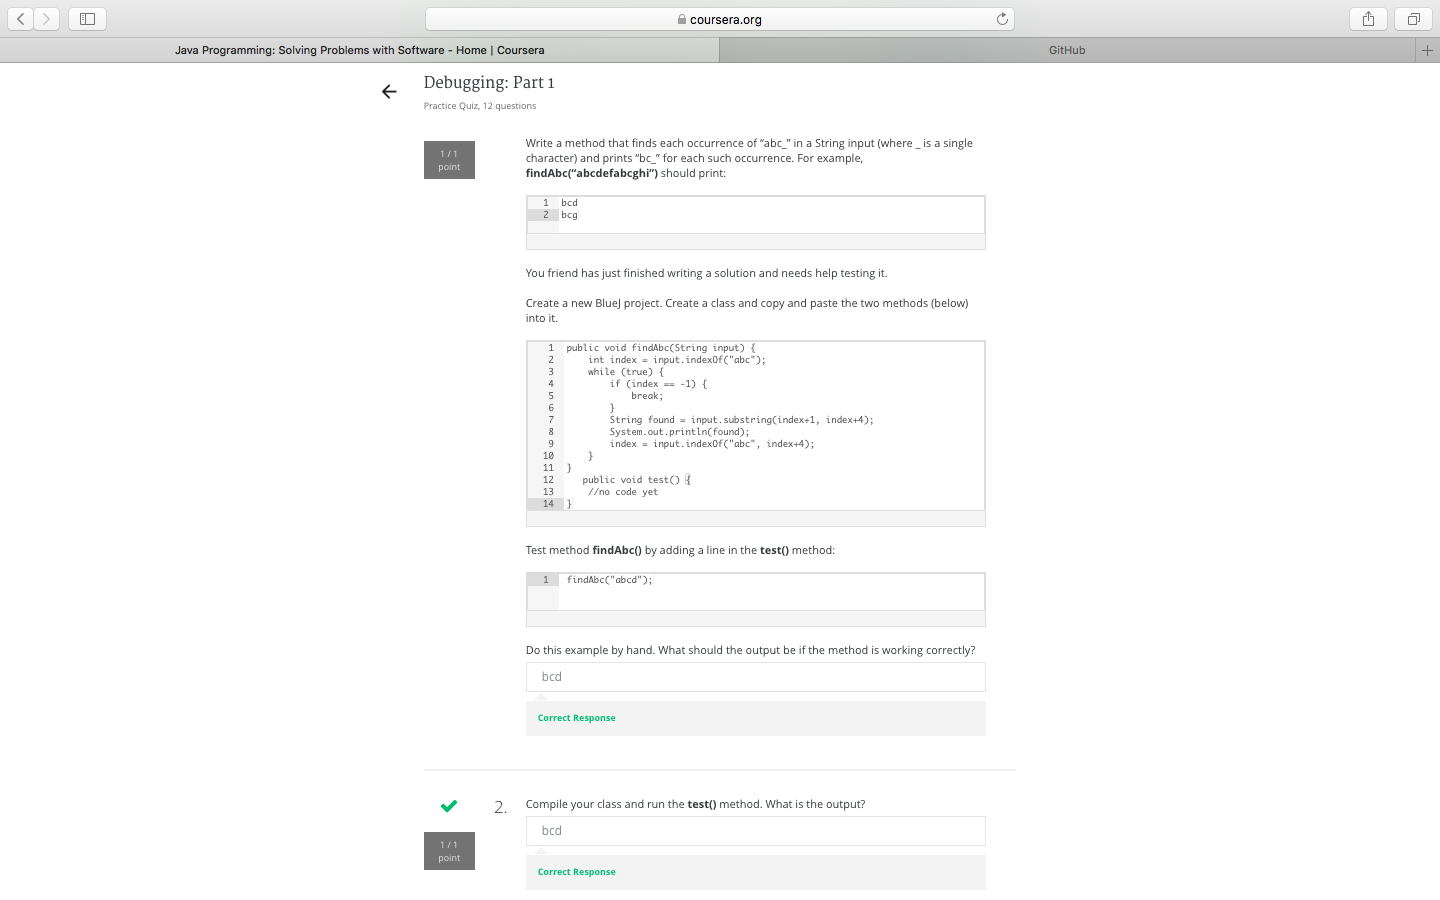 coursera.org
Java Programming: Solving Problems with Software - Home | Coursera
GitHub
Debugging: Part 1
Practice Quiz, 12 questions
1 / 1
point
Write a method that finds each occurrence of “abc_” in a String input (where _ is a single
character) and prints “bc_” for each such occurrence. For example,
findAbc(“abcdefabcghi”) should print:
1 bcd
2 bcg
You friend has just finished writing a solution and needs help testing it.
Create a new BlueJ project. Create a class and copy and paste the two methods (below)
into it.
1 public void findAbc(String input) {
2 int index = input.indexOf("abc");
3 while (true) {
4 if (index == -1) {
5 break;
6 }
7 String found = input.substring(index+1, index+4);
8 System.out.println(found);
9 index = input.indexOf("abc", index+4);
10 }
11 }
12 public void test() {
13 //no code yet
14 }
Test method findAbc() by adding a line in the test() method:
1 findAbc("abcd");
Do this example by hand. What should the output be if the method is working correctly?
bcd
Correct Response
2. Compile your class and run the test() method. What is the output?
1 / 1
point
bcd
Correct Response